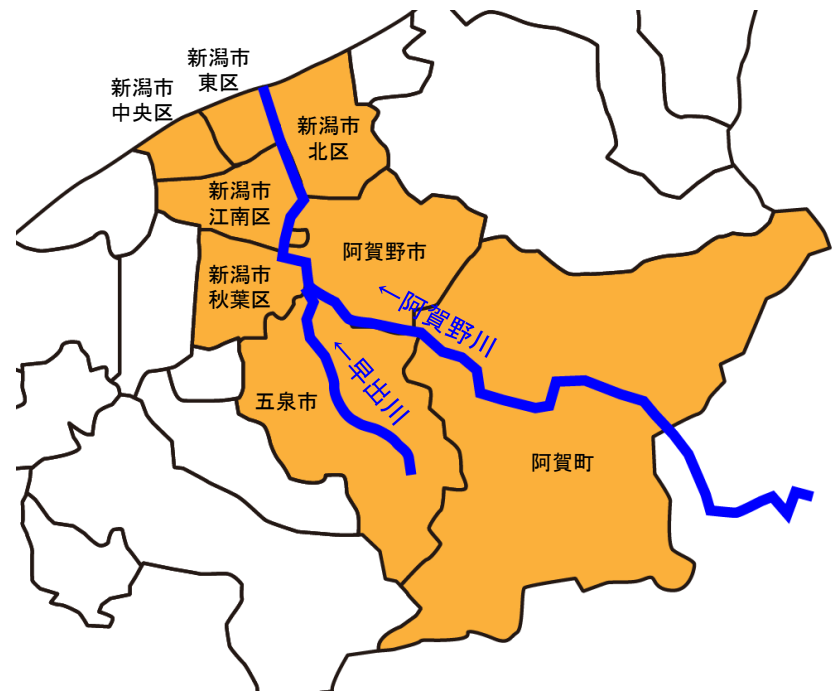 新潟市
東区
新潟市
中央区
新潟市
北区
新潟市
江南区
阿賀野市
新潟市
秋葉区
←阿賀野川
←早出川
五泉市
阿賀町